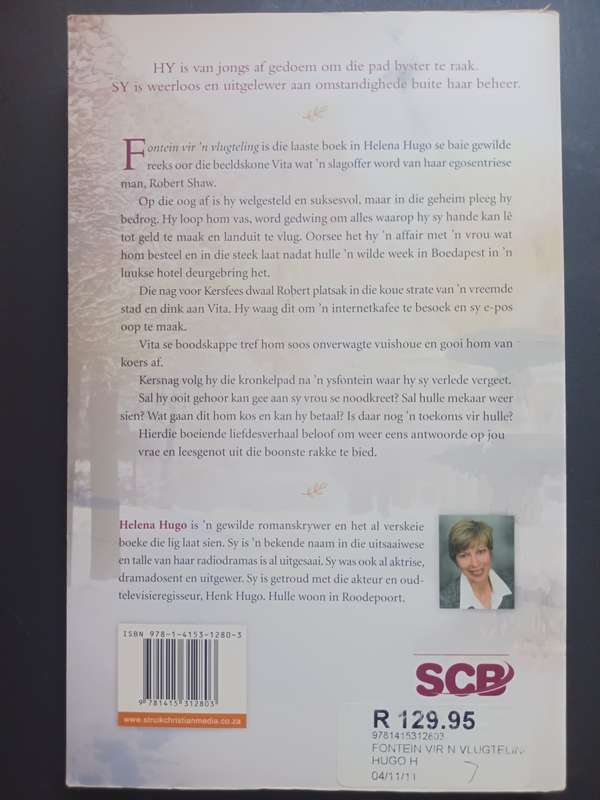 HY is van jongs af gedoem om die pad byster te raak.
SY is weerloos en uitgelewer aan omstandighede buite haar beheer.
Fontein vir 'n vlugteling is die laaste boek in Helena Hugo se baie gewilde
reeks oor die beeldskone Vita wat 'n slagoffer word van haar egosentriese
man, Robert Shaw.
Op die oog af is hy welgesteld en suksesvol, maar in die geheim pleeg hy
bedrog. Hy loop hom vas, word gedwing om alles waarop hy sy hande kan lê
tot geld te maak en landuit te vlug. Oorsee het hy 'n affair met 'n vrou wat
hom besteel en in die steek laat nadat hulle 'n wilde week in Boedapest in 'n
luukse hotel deurgebring het.
Die nag voor Kersfees dwaal Robert platsak in die koue strate van 'n vreemde
stad en dink aan Vita. Hy waag dit om 'n internetkafee te besoek en sy e-pos
oop te maak.
Vita se boodskappe tref hom soos onverwagte vuishoue en gooi hom van
koers af.
Kersnag volg hy die kronkelpad na 'n ysfontein waar hy sy verlede vergeet.
Sal hy ooit gehoor kan gee aan sy vrou se noodkreet? Sal hulle mekaar weer
sien? Wat gaan dit hom kos en kan hy betaal? Is daar nog 'n toekoms vir hulle?
Hierdie boeiende liefdesverhaal beloof om weer eens antwoorde op jou
vrae en leesgenot uit die boonste rakke te bied.
Helena Hugo is 'n gewilde romanskrywer en het al verskeie
boeke die lig laat sien. Sy is 'n bekende naam in die uitsaaiwese
en talle van haar radiodramas is al uitgesaai. Sy was ook al aktrise,
dramadosent en uitgewer. Sy is getroud met die akteur en oud-
televisieregisseur, Henk Hugo. Hulle woon in Roodepoort.
ISBN 978-1-4153-1280-3
9 781415 312803
www.struikchristianmedia.co.za
SCB
R 129.95
9781415312803
FONTEIN VIR N VLUGTELIN
HUGO H
04/11/11 7